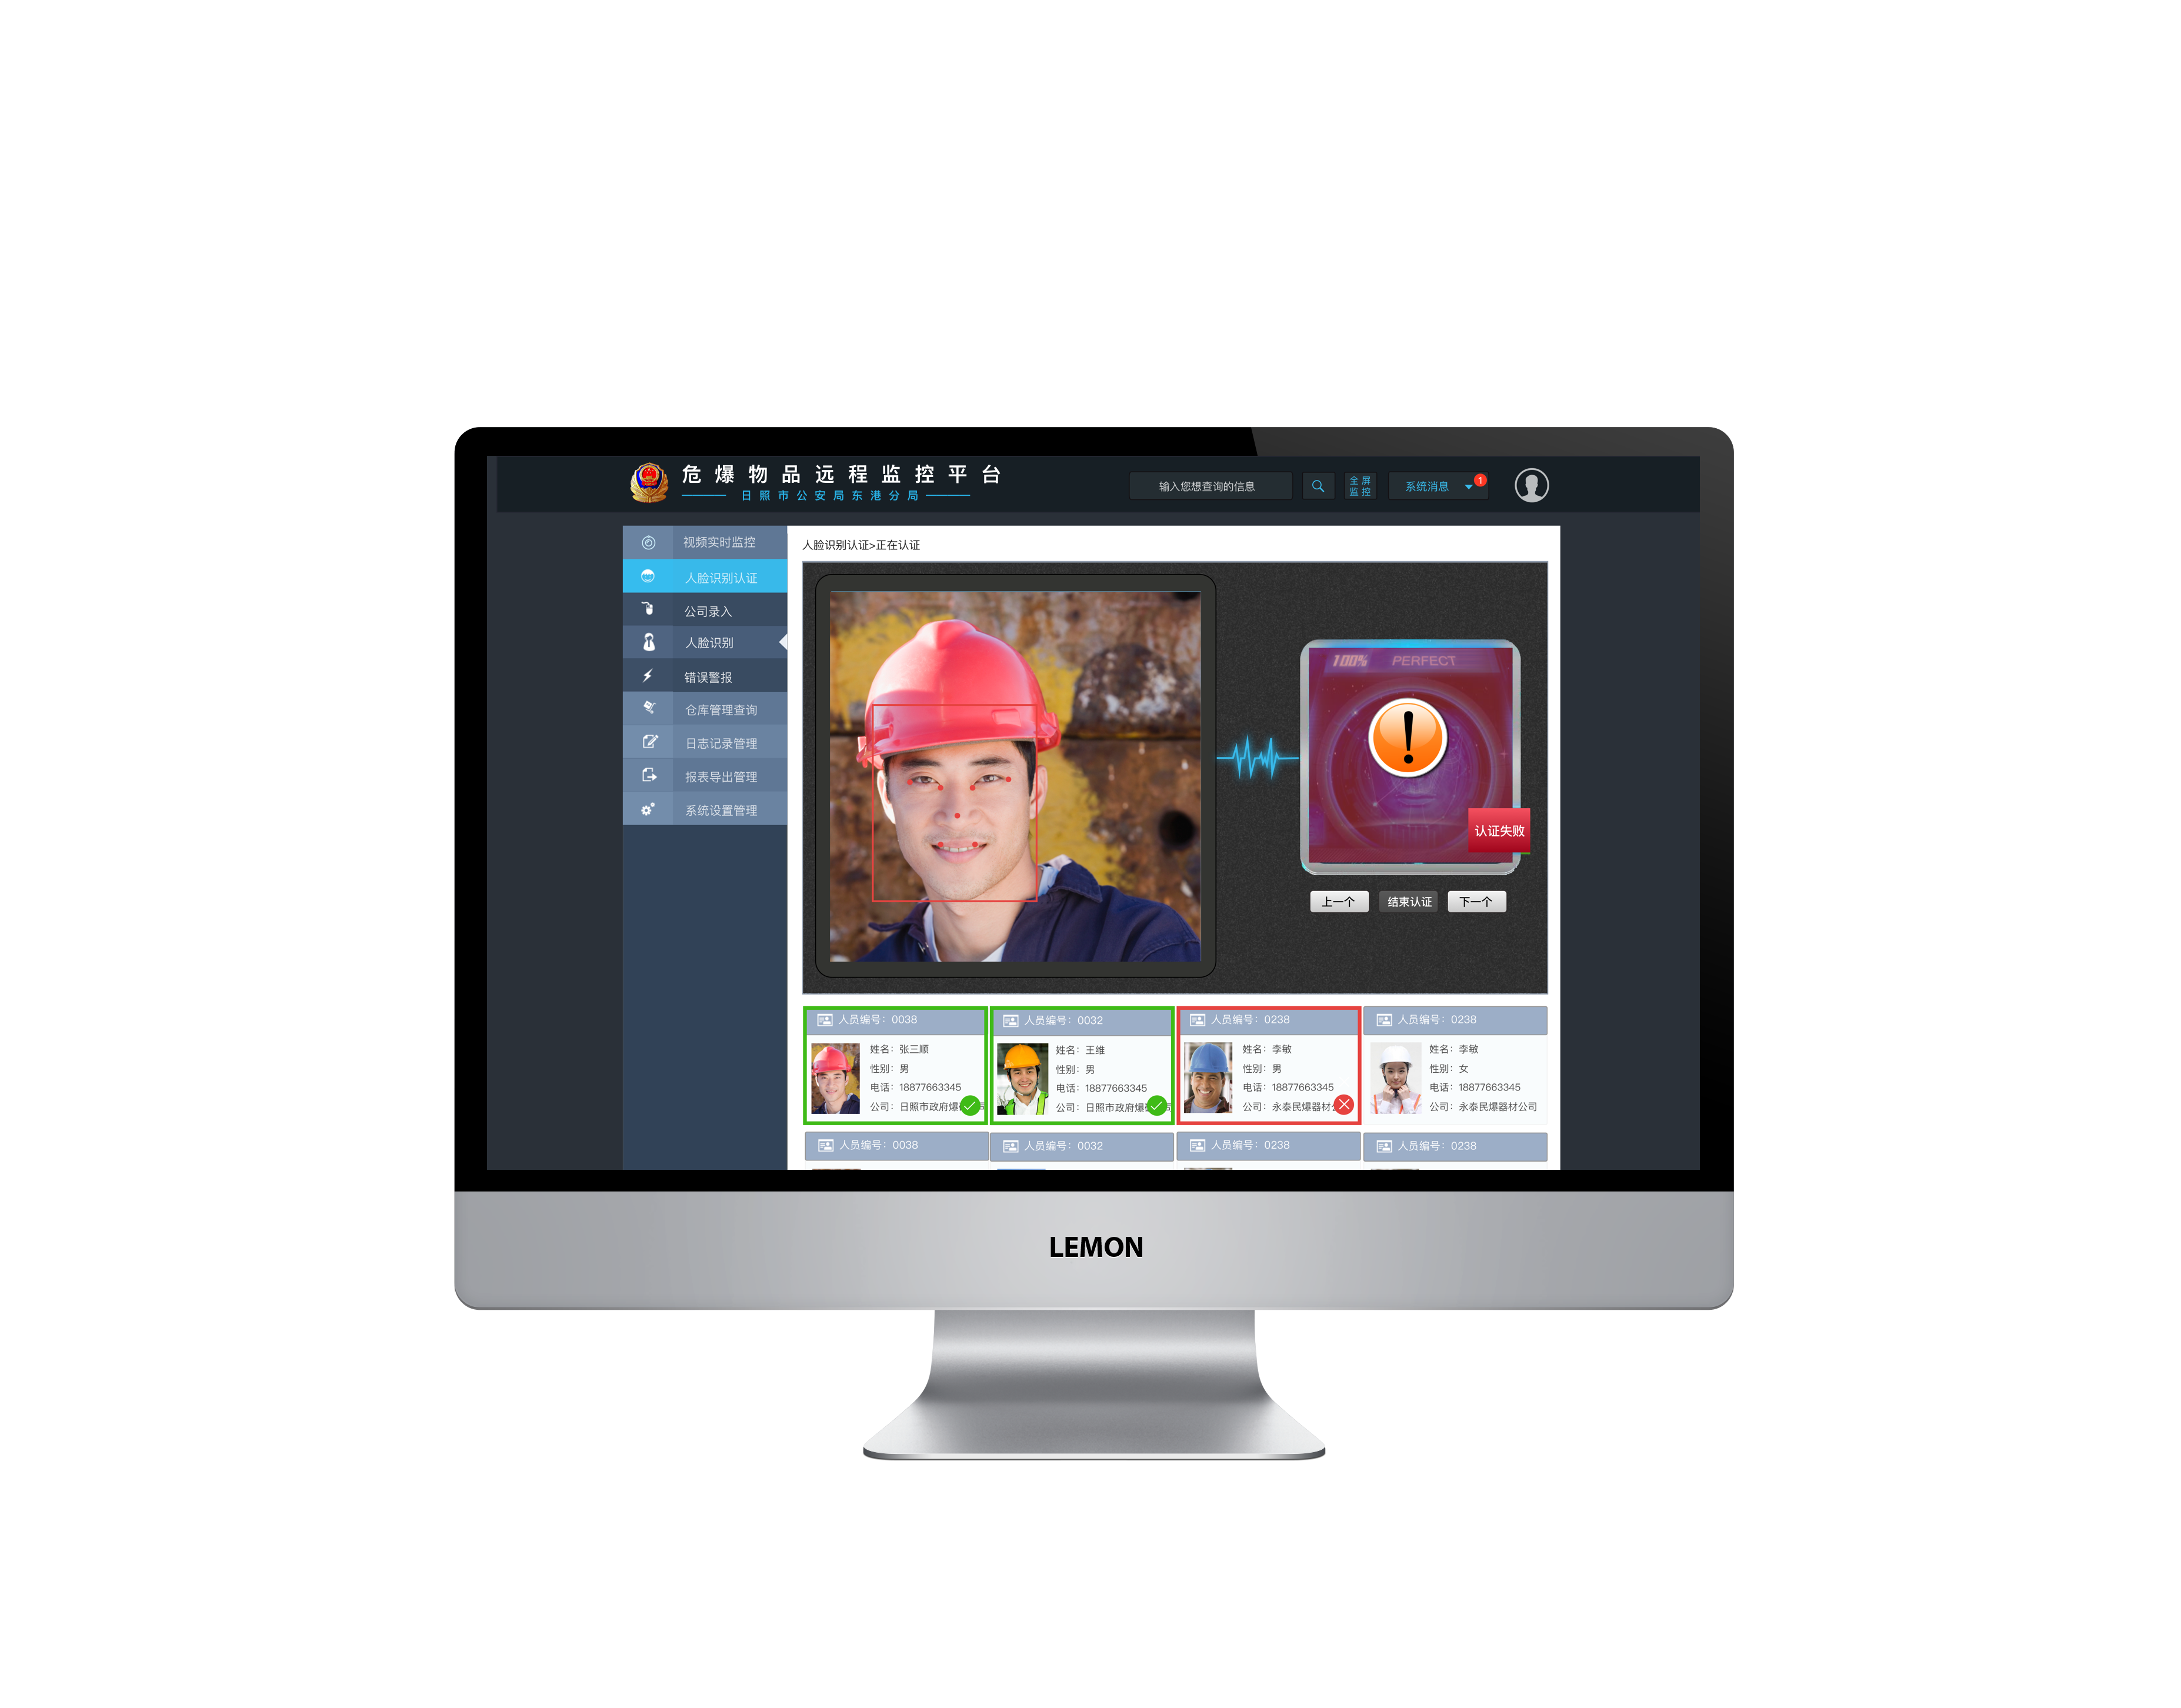 危爆物品远程监控平台
日照市公安局东港分局
输入您想查询的信息
全屏
监控
系统消息
1
视频实时监控
人脸识别认证
公司录入
人脸识别
错误警报
仓库管理查询
日志记录管理
报表导出管理
系统设置管理
人脸识别认证>正在认证
100% PERFECT
认证失败
上一个
结束认证
下一个
人员编号：0038
姓名：张三顺
性别：男
电话：18877663345
公司：日照市政府爆
人员编号：0032
姓名：王维
性别：男
电话：18877663345
公司：日照市政府爆
人员编号：0238
姓名：李敏
性别：男
电话：18877663345
公司：永泰民爆器材
人员编号：0238
姓名：李敏
性别：女
电话：18877663345
公司：永泰民爆器材公司
人员编号：0038
人员编号：0032
人员编号：0238
人员编号：0238
LEMON